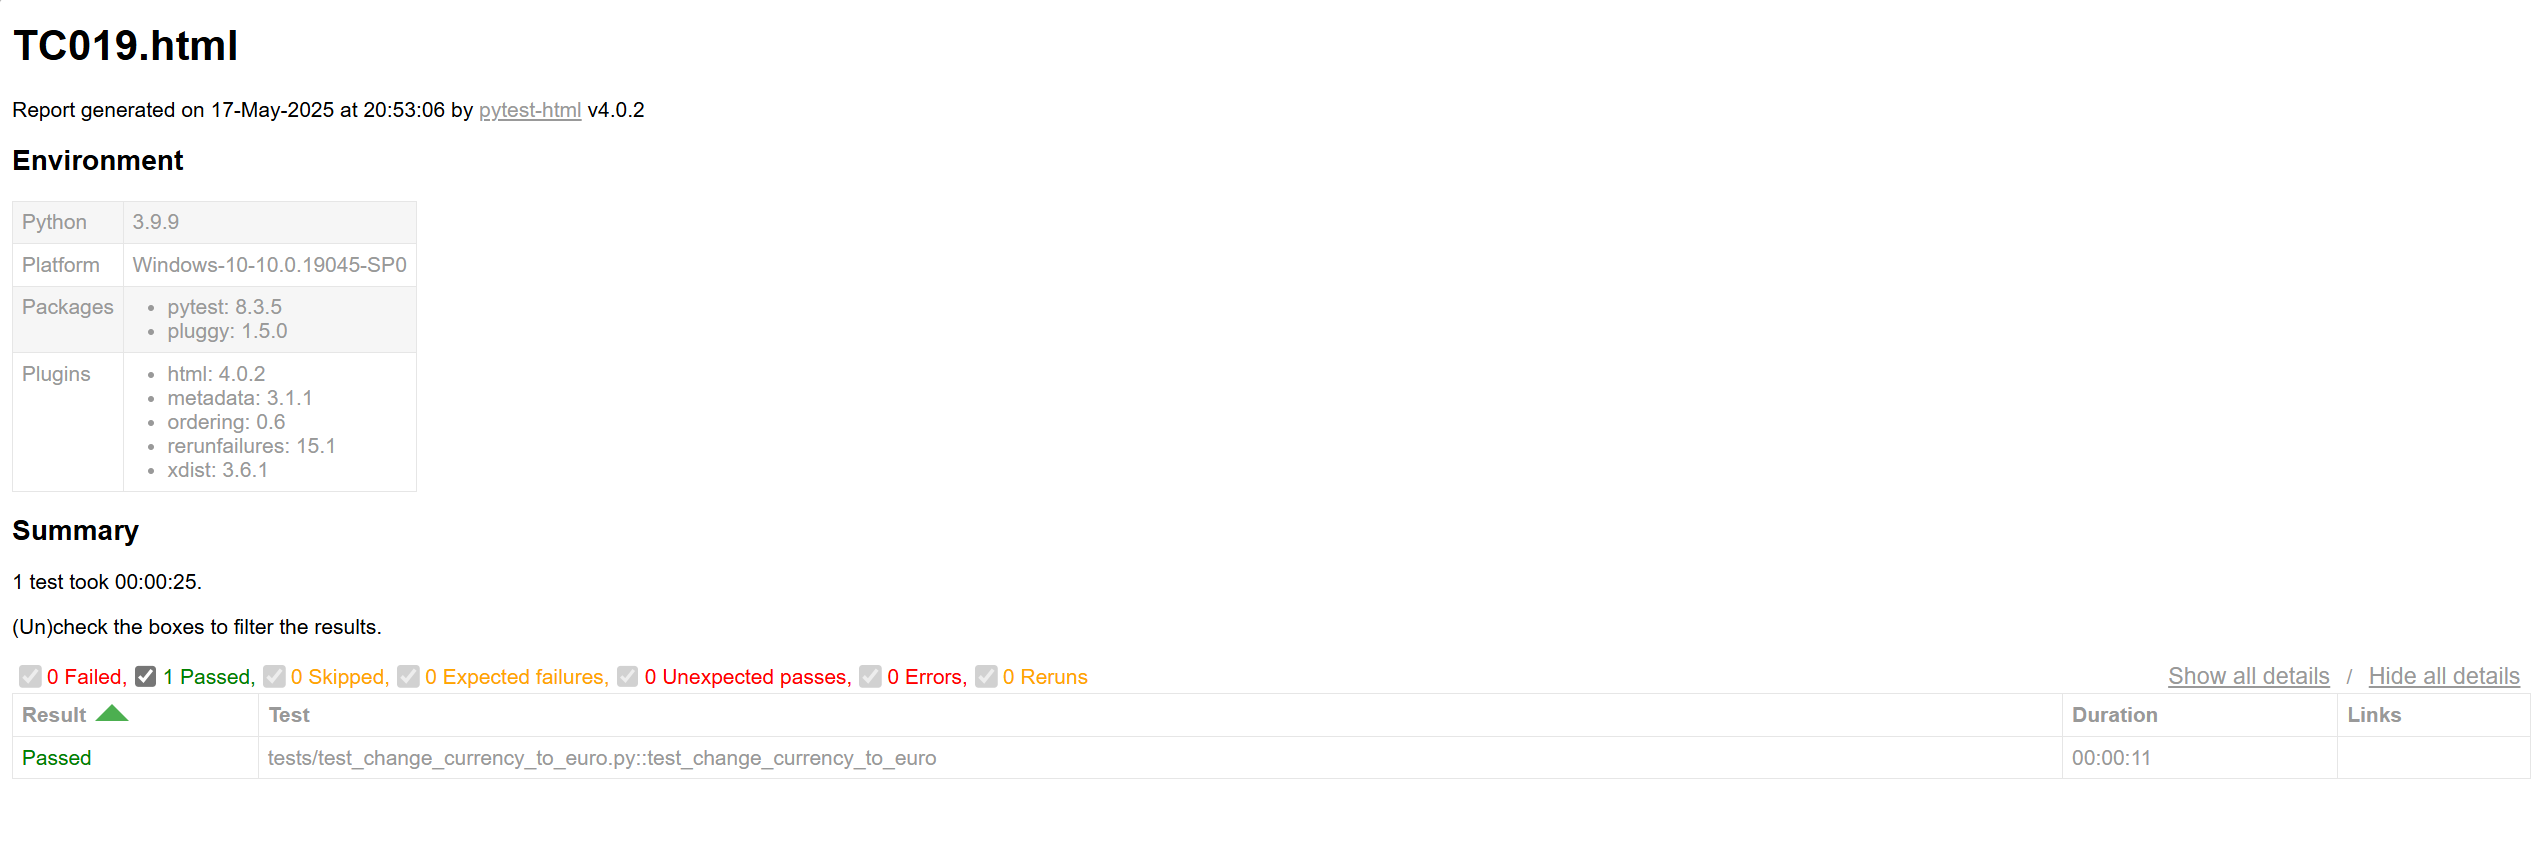 TC019.html
Report generated on 17-May-2025 at 20:53:06 by pytest-html v4.0.2
Environment
Python 3.9.9
Platform Windows-10-10.0.19045-SP0
Packages
pytest: 8.3.5
pluggy: 1.5.0
Plugins
html: 4.0.2
metadata: 3.1.1
ordering: 0.6
rerunfailures: 15.1
xdist: 3.6.1
Summary
1 test took 00:00:25.
(Un)check the boxes to filter the results.
0 Failed, 1 Passed, 0 Skipped, 0 Expected failures, 0 Unexpected passes, 0 Errors, 0 Reruns Show all details / Hide all details
Result Test Duration Links
Passed tests/test_change_currency_to_euro.py::test_change_currency_to_euro 00:00:11